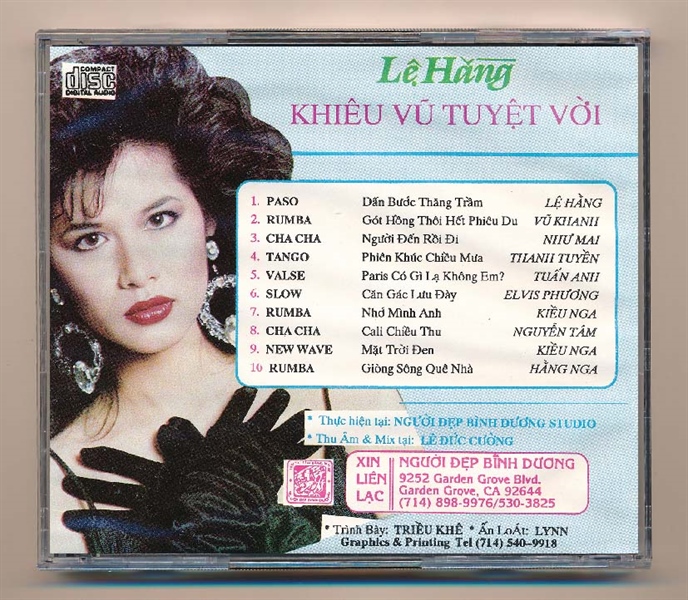 COMPACT
disc
DIGITAL AUDIO
Lệ Hằng
KHIÊU VŨ TUYỆT VỜI
1. PASO Dấn Bước Thăng Trầm LỆ HẰNG
2. RUMBA Gót Hồng Thôi Hết Phiêu Du VŨ KHANH
3. CHA CHA Người Đến Rồi Đi NHƯ MAI
4. TANGO Phiên Khúc Chiều Mưa THANH TUYỀN
5. VALSE Paris Có Gì Lạ Không Em? TUẤN ANH
6. SLOW Căn Gác Lưu Đày ELVIS PHƯƠNG
7. RUMBA Nhớ Mình Anh KIỀU NGA
8. CHA CHA Cali Chiều Thu NGUYỄN TÂM
9. NEW WAVE Mặt Trời Đen KIỀU NGA
10 RUMBA Giòng Sông Quê Nhà HẰNG NGA
* Thực hiện tại: NGƯỜI ĐẸP BÌNH DƯƠNG STUDIO
* Thu Âm & Mix tại: LÊ ĐỨC CƯỜNG
XIN LIÊN LẠC
NGƯỜI ĐẸP BÌNH DƯƠNG
9252 Garden Grove Blvd.
Garden Grove, CA 92644
(714) 898-9976/530-3825
* Trình Bày: TRIỀU KHÊ * Ấn Loát: LYNN
Graphics & Printing Tel (714) 540-9918